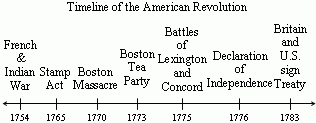 Timeline of the American Revolution
French
&
Indian
War
Stamp
Act
Boston
Massacre
Boston
Tea
Party
Battles
of
Lexington
and
Concord
Declaration
of
Independence
Britain
and
U.S.
sign
Treaty
1754 1765 1770 1773 1775 1776 1783